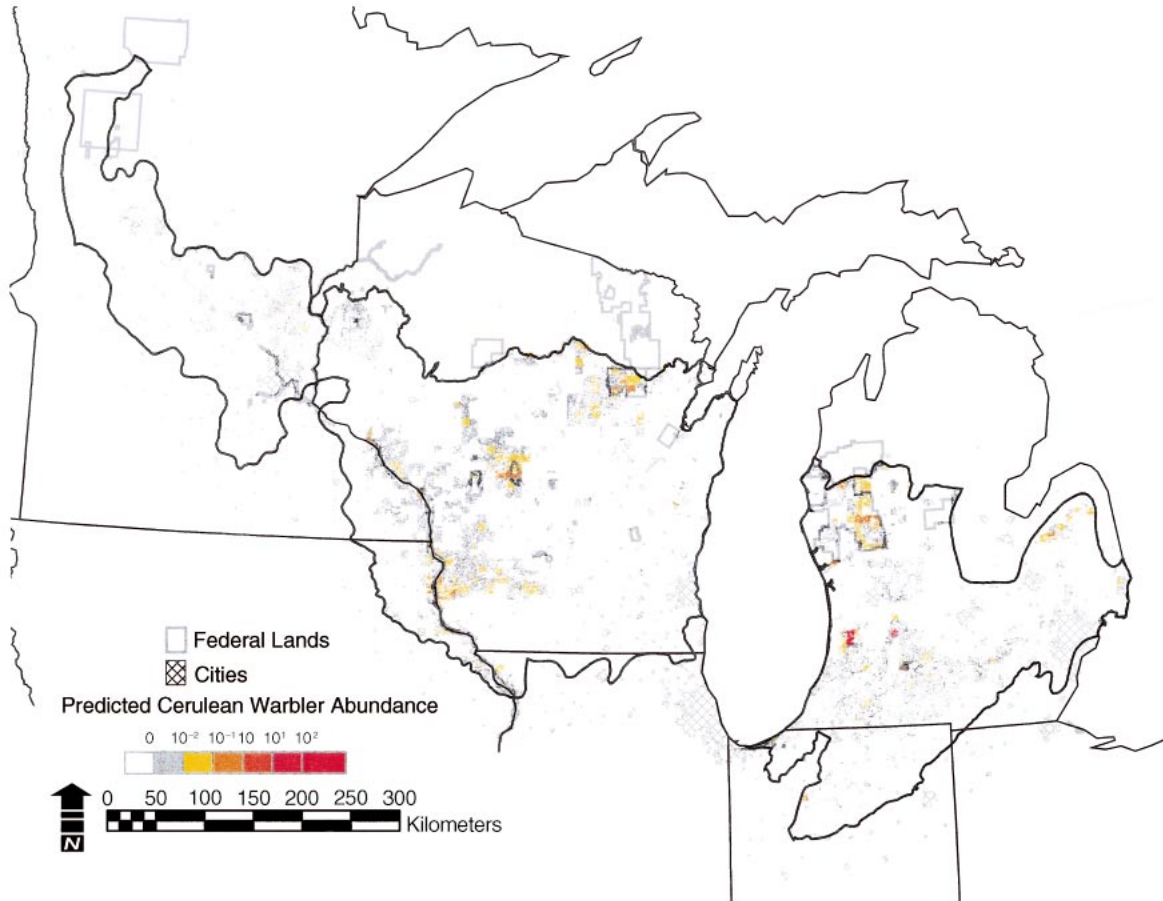 Federal Lands
Cities
Predicted Cerulean Warbler Abundance
0 10⁻² 10⁻¹ 10 10¹ 10²
0 50 100 150 200 250 300
Kilometers
N